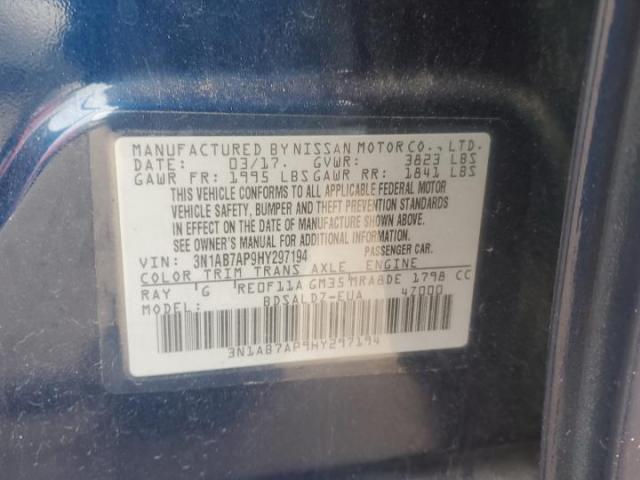 MANUFACTURED BY NISSAN MOTOR CO., LTD.
DATE: 03/17. GVWR: 3823 LBS
GAWR FR: 1995 LBS GAWR RR: 1841 LBS
THIS VEHICLE CONFORMS TO ALL APPLICABLE FEDERAL MOTOR
VEHICLE SAFETY, BUMPER AND THEFT PREVENTION STANDARDS
IN EFFECT ON THE DATE OF MANUFACTURE SHOWN ABOVE.
SEE OWNER'S MANUAL FOR ADDITIONAL INFORMATION.
VIN: 3N1AB7AP9HY297194 PASSENGER CAR.
COLOR TRIM TRANS AXLE ENGINE
RAY G RE0F11A GM35 MRA8DE 1798 CC
MODEL: BDSALD7-EUA 47000
3N1AB7AP9HY297194